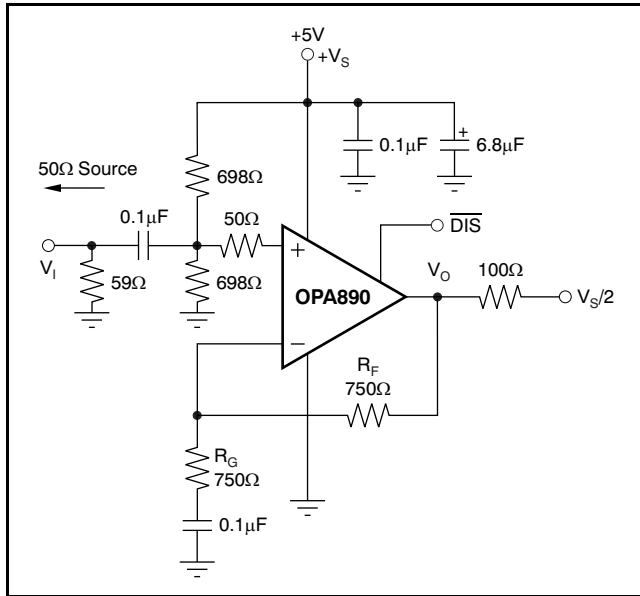 +5V
+V_S
0.1μF
+
6.8μF
50Ω Source
698Ω
0.1μF
50Ω
DIS
V_I
59Ω
698Ω
+
OPA890
−
V_O
100Ω
V_S/2
R_F
750Ω
R_G
750Ω
0.1μF